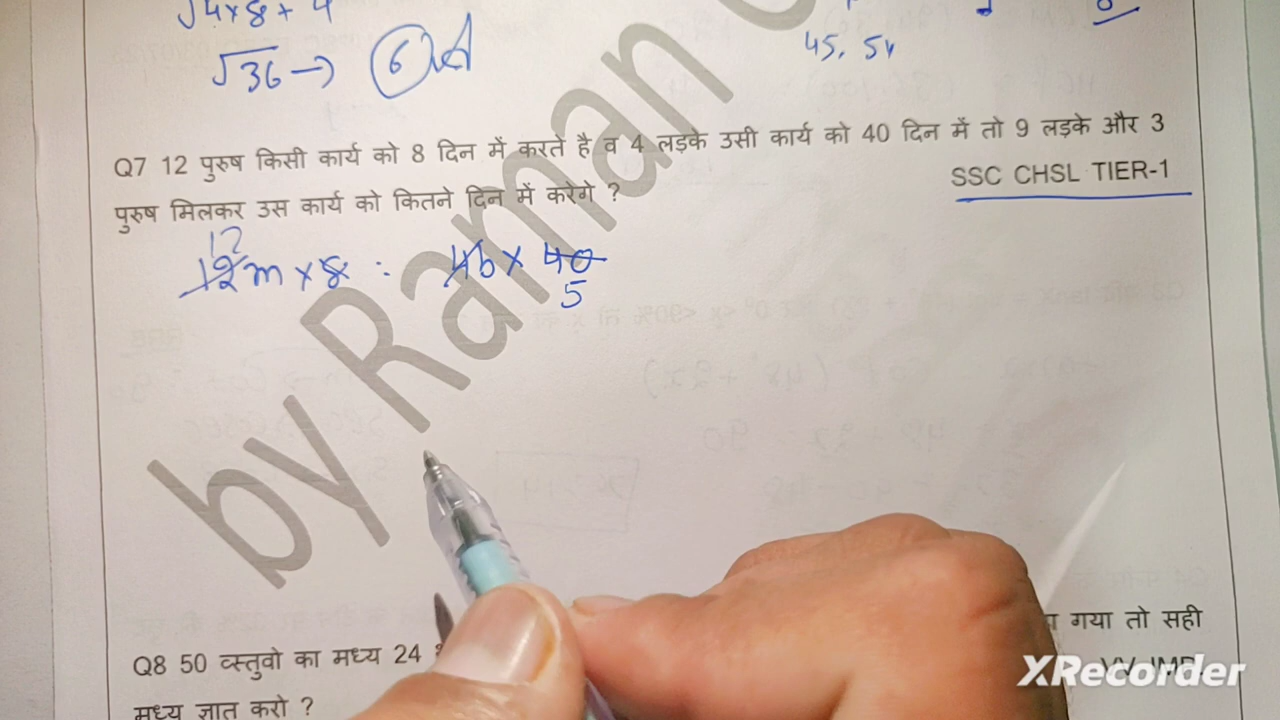 √4x8+4
√36 → 6
45, 54
Q7 12 पुरुष किसी कार्य को 8 दिन में करते है व 4 लड़के उसी कार्य को 40 दिन में तो 9 लड़के और 3
पुरुष मिलकर उस कार्य को कितने दिन में करेगे ?
SSC CHSL TIER-1
12
12m x 8 : 4b x 40
5
by Raman
गया तो सही
Q8 50 वस्तुवो का मध्य 24
मध्य ज्ञात करो ?
XRecorder